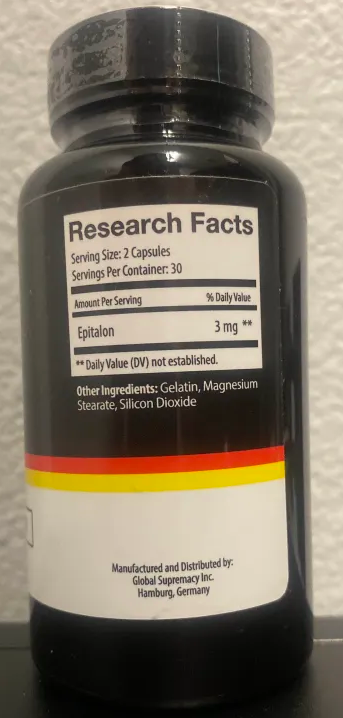 Research Facts
Serving Size: 2 Capsules
Servings Per Container: 30
Amount Per Serving % Daily Value
Epitalon 3 mg **
** Daily Value (DV) not established.
Other Ingredients: Gelatin, Magnesium
Stearate, Silicon Dioxide
Manufactured and Distributed by:
Global Supremacy Inc.
Hamburg, Germany